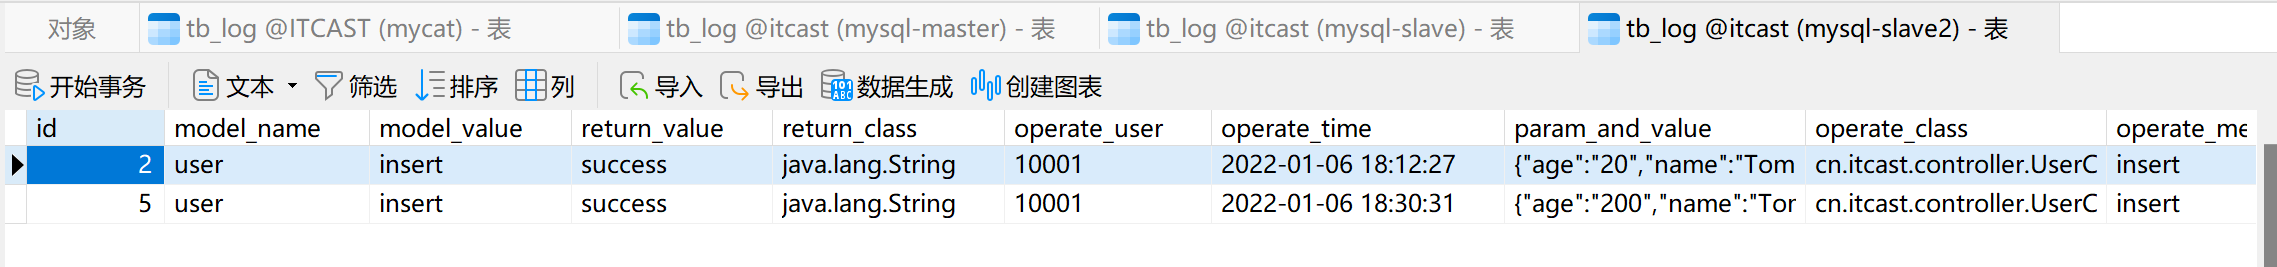 对象 tb_log @ITCAST (mycat) - 表 tb_log @itcast (mysql-master) - 表 tb_log @itcast (mysql-slave) - 表 tb_log @itcast (mysql-slave2) - 表
开始事务 文本 筛选 排序 列 导入 导出 数据生成 创建图表
id model_name model_value return_value return_class operate_user operate_time param_and_value operate_class operate_me
2 user insert success java.lang.String 10001 2022-01-06 18:12:27 {"age":"20","name":"Tom cn.itcast.controller.UserC insert
5 user insert success java.lang.String 10001 2022-01-06 18:30:31 {"age":"200","name":"Tor cn.itcast.controller.UserC insert